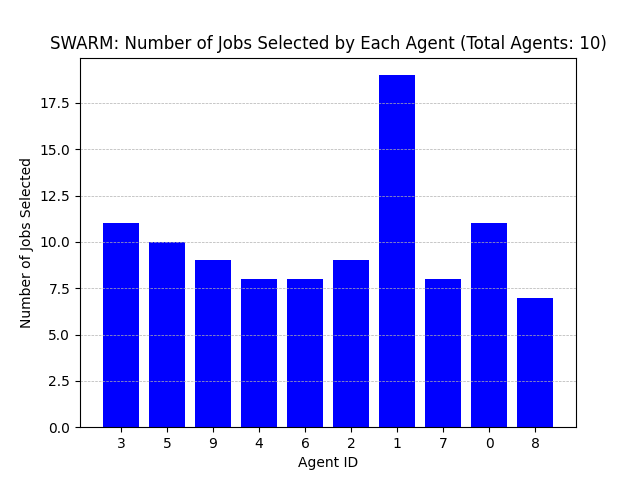 SWARM: Number of Jobs Selected by Each Agent (Total Agents: 10)
Number of Jobs Selected
17.5
15.0
12.5
10.0
7.5
5.0
2.5
0.0
3 5 9 4 6 2 1 7 0 8
Agent ID